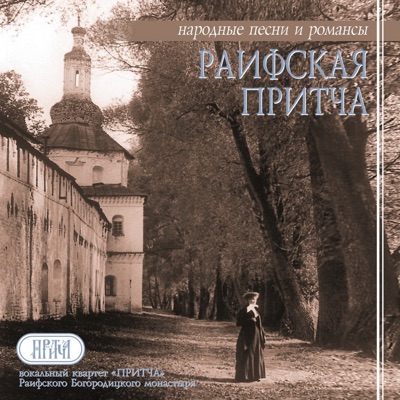 народные песни и романсы
РАИФСКАЯ
ПРИТЧА
ПРИТЧА
вокальный квартет «ПРИТЧА»
Раифского Богородицкого монастыря